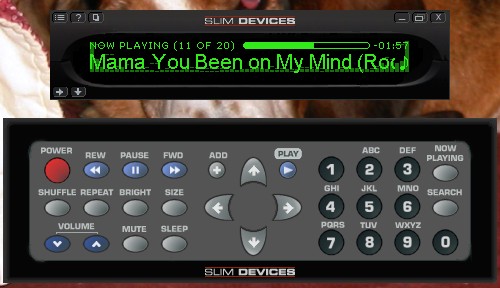 SLIM DEVICES
NOW PLAYING (11 OF 20) -01:57
Mama You Been on My Mind (Roc
POWER REW PAUSE FWD ADD PLAY ABC DEF NOW PLAYING
1 2 3
SHUFFLE REPEAT BRIGHT SIZE GHI JKL MNO SEARCH
4 5 6
VOLUME MUTE SLEEP PQRS TUV WXYZ
7 8 9 0
SLIM DEVICES